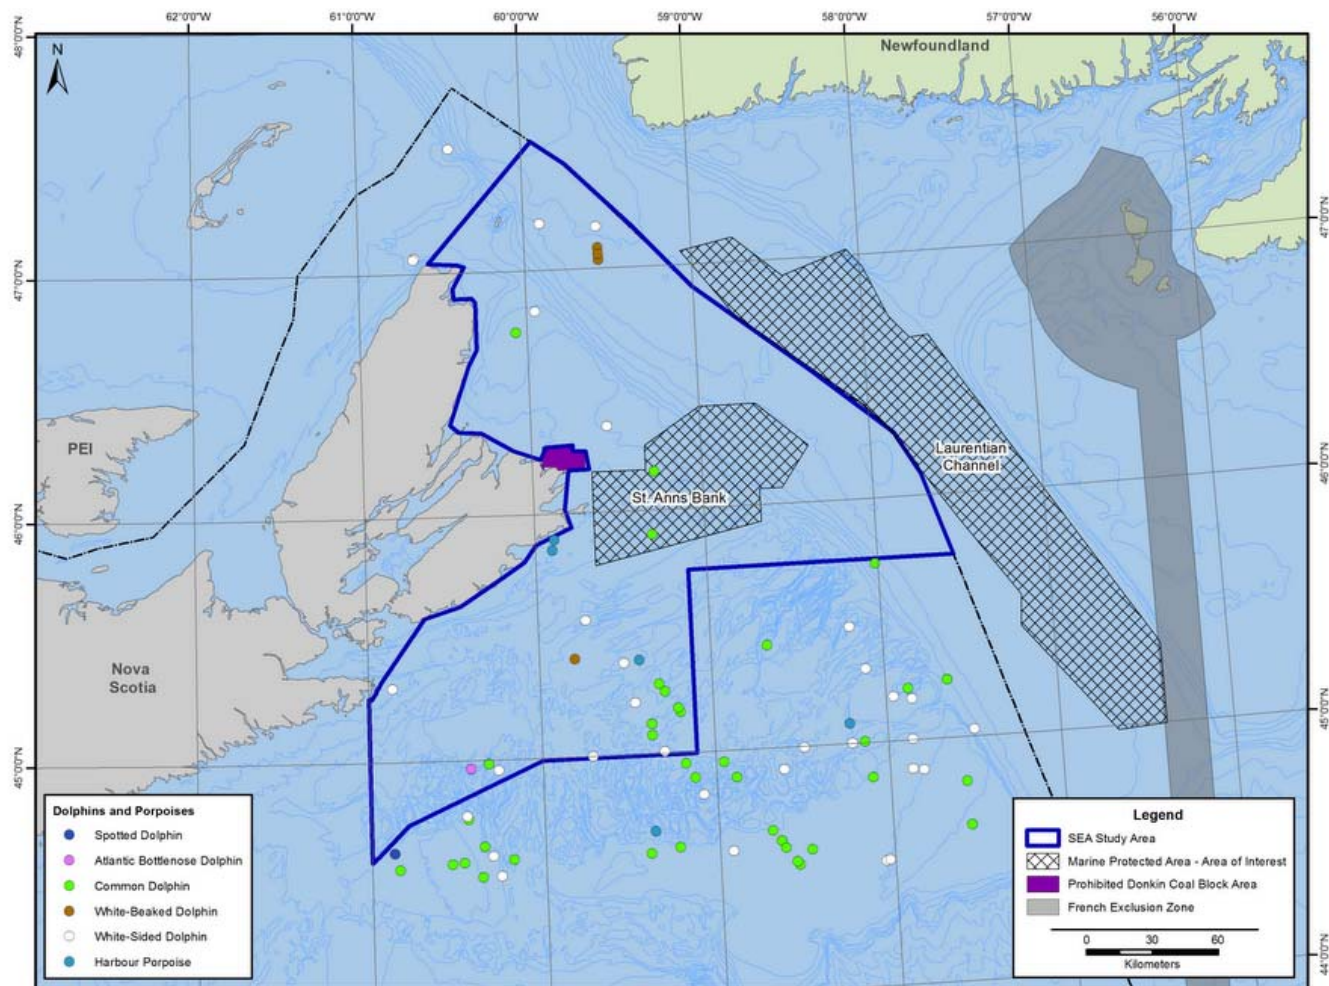 62°0'0"W 61°0'0"W 60°0'0"W 59°0'0"W 58°0'0"W 57°0'0"W 56°0'0"W
48°0'0"N
N
Newfoundland
47°0'0"N
47°0'0"N
PEI
Laurentian
Channel
46°0'0"N
St. Anns Bank
46°0'0"N
Nova
Scotia
45°0'0"N
45°0'0"N
Dolphins and Porpoises
Spotted Dolphin
Atlantic Bottlenose Dolphin
Common Dolphin
White-Beaked Dolphin
White-Sided Dolphin
Harbour Porpoise
Legend
SEA Study Area
Marine Protected Area - Area of Interest
Prohibited Donkin Coal Block Area
French Exclusion Zone
0 30 60
Kilometers
44°0'0"N